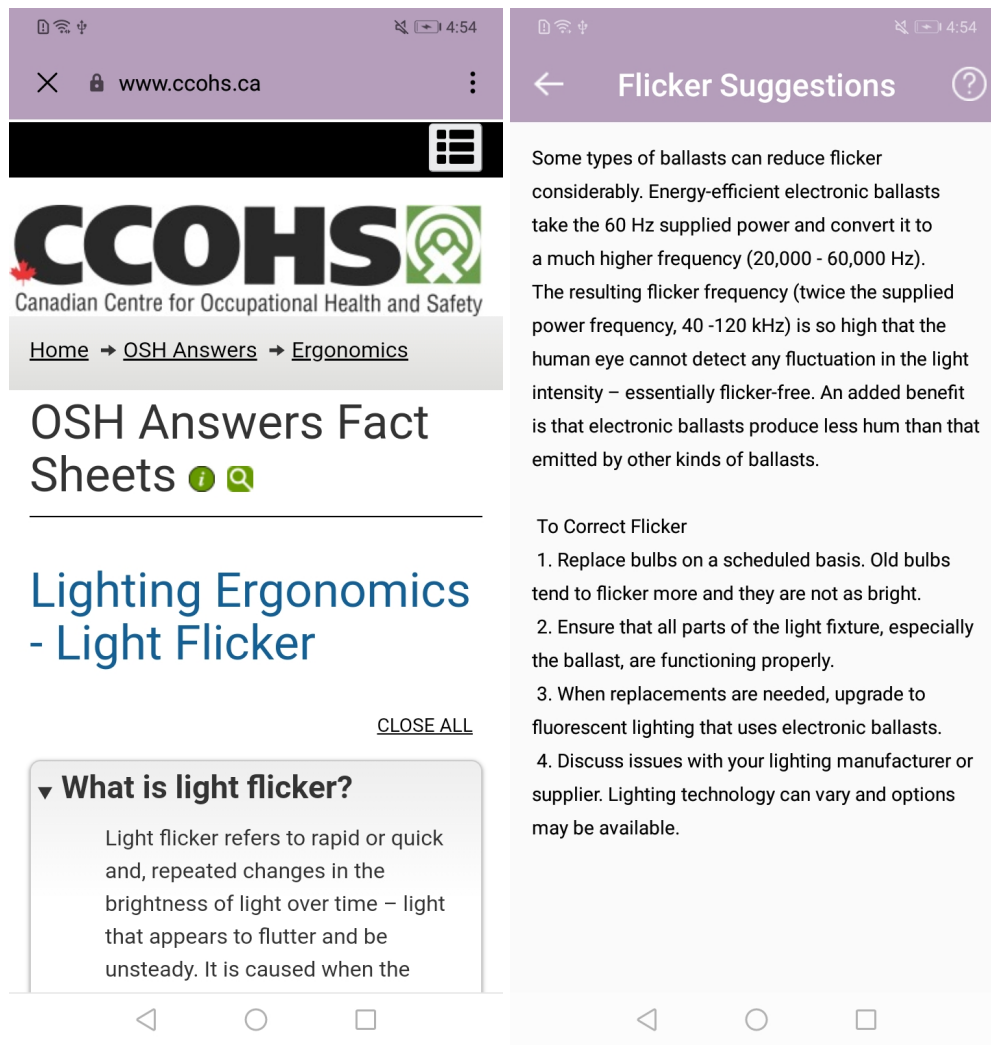 4:54
www.ccohs.ca
CCOHS
Canadian Centre for Occupational Health and Safety
Home → OSH Answers → Ergonomics
OSH Answers Fact
Sheets
Lighting Ergonomics
- Light Flicker
CLOSE ALL
What is light flicker?
Light flicker refers to rapid or quick
and, repeated changes in the
brightness of light over time – light
that appears to flutter and be
unsteady. It is caused when the
4:54
Flicker Suggestions
Some types of ballasts can reduce flicker
considerably. Energy-efficient electronic ballasts
take the 60 Hz supplied power and convert it to
a much higher frequency (20,000 - 60,000 Hz).
The resulting flicker frequency (twice the supplied
power frequency, 40 -120 kHz) is so high that the
human eye cannot detect any fluctuation in the light
intensity – essentially flicker-free. An added benefit
is that electronic ballasts produce less hum than that
emitted by other kinds of ballasts.
To Correct Flicker
1. Replace bulbs on a scheduled basis. Old bulbs
tend to flicker more and they are not as bright.
2. Ensure that all parts of the light fixture, especially
the ballast, are functioning properly.
3. When replacements are needed, upgrade to
fluorescent lighting that uses electronic ballasts.
4. Discuss issues with your lighting manufacturer or
supplier. Lighting technology can vary and options
may be available.